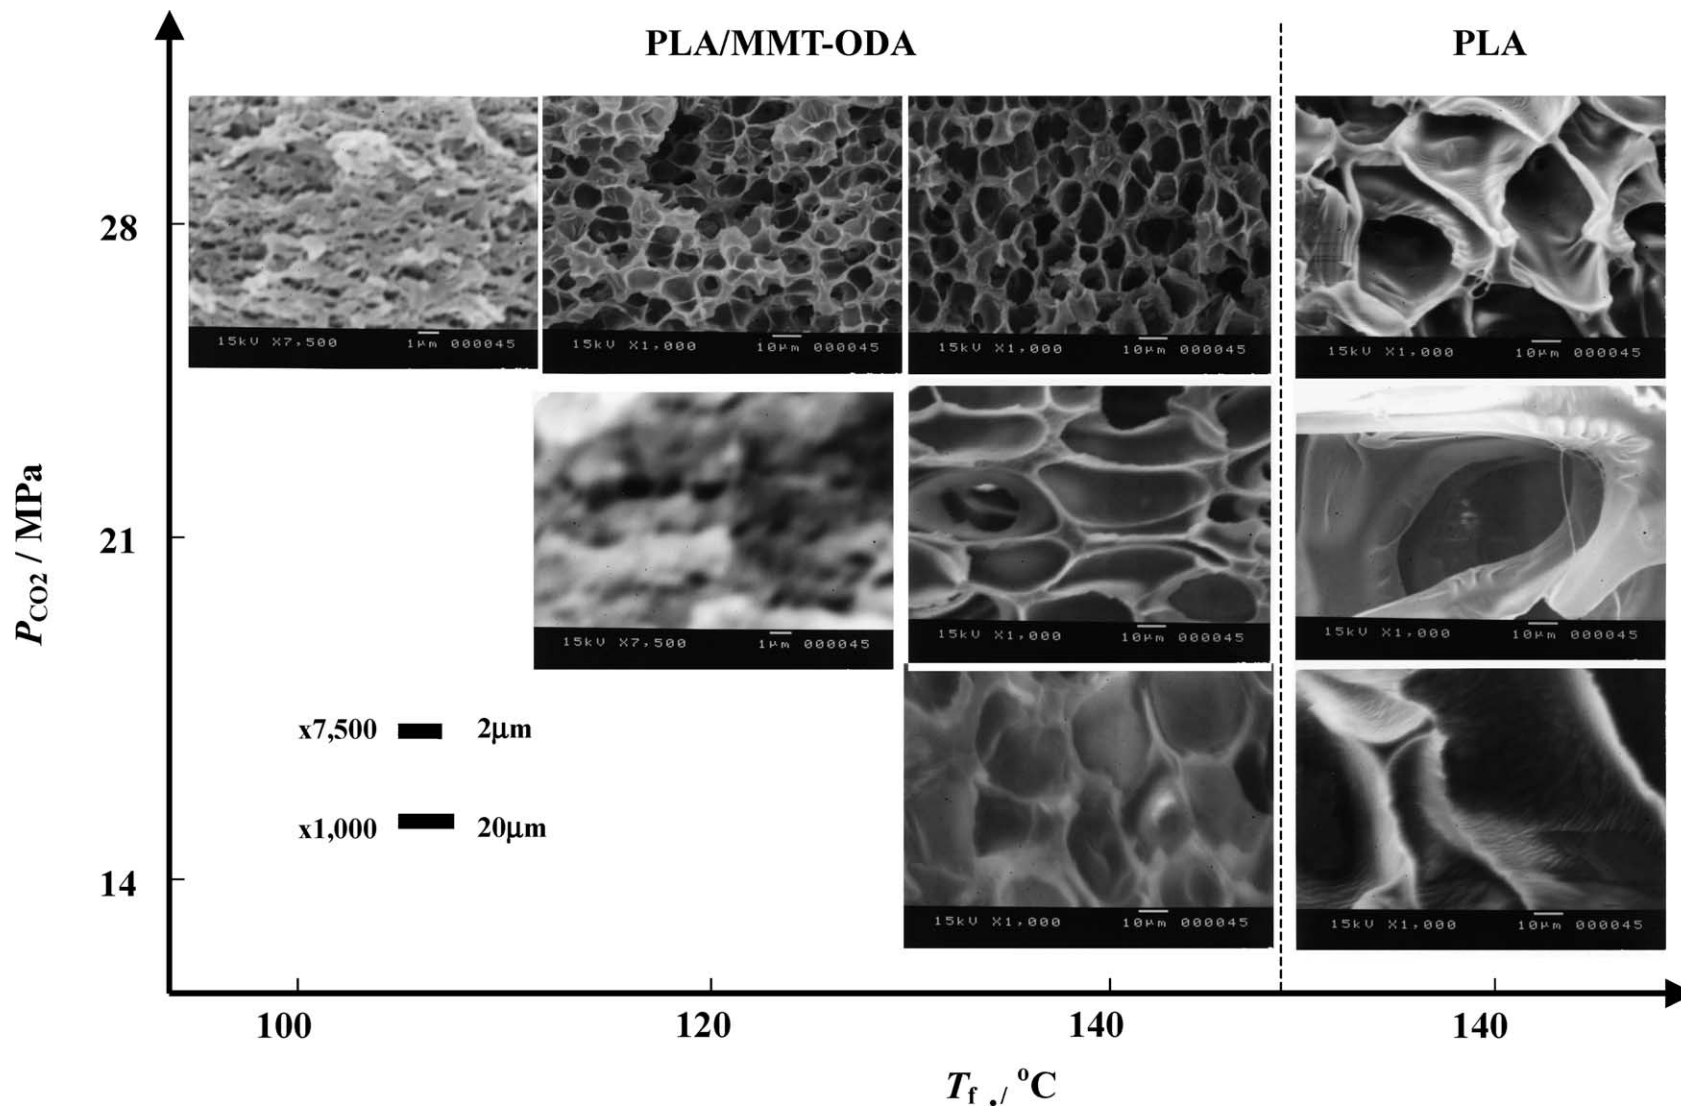 PLA/MMT-ODA
PLA
28
15kV X7,500 1μm 000045
15kV X1,000 10μm 000045
15kV X1,000 10μm 000045
15kV X1,000 10μm 000045
P_CO2 / MPa
21
15kV X7,500 1μm 000045
15kV X1,000 10μm 000045
15kV X1,000 10μm 000045
x7,500 2μm
x1,000 20μm
14
15kV X1,000 10μm 000045
15kV X1,000 10μm 000045
100 120 140 140
T_f ./ °C